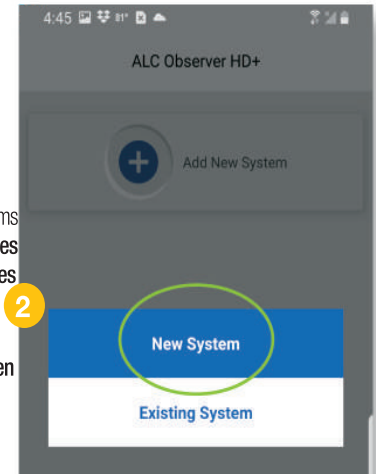 4:45 81°
ALC Observer HD+
Add New System
2
New System
Existing System